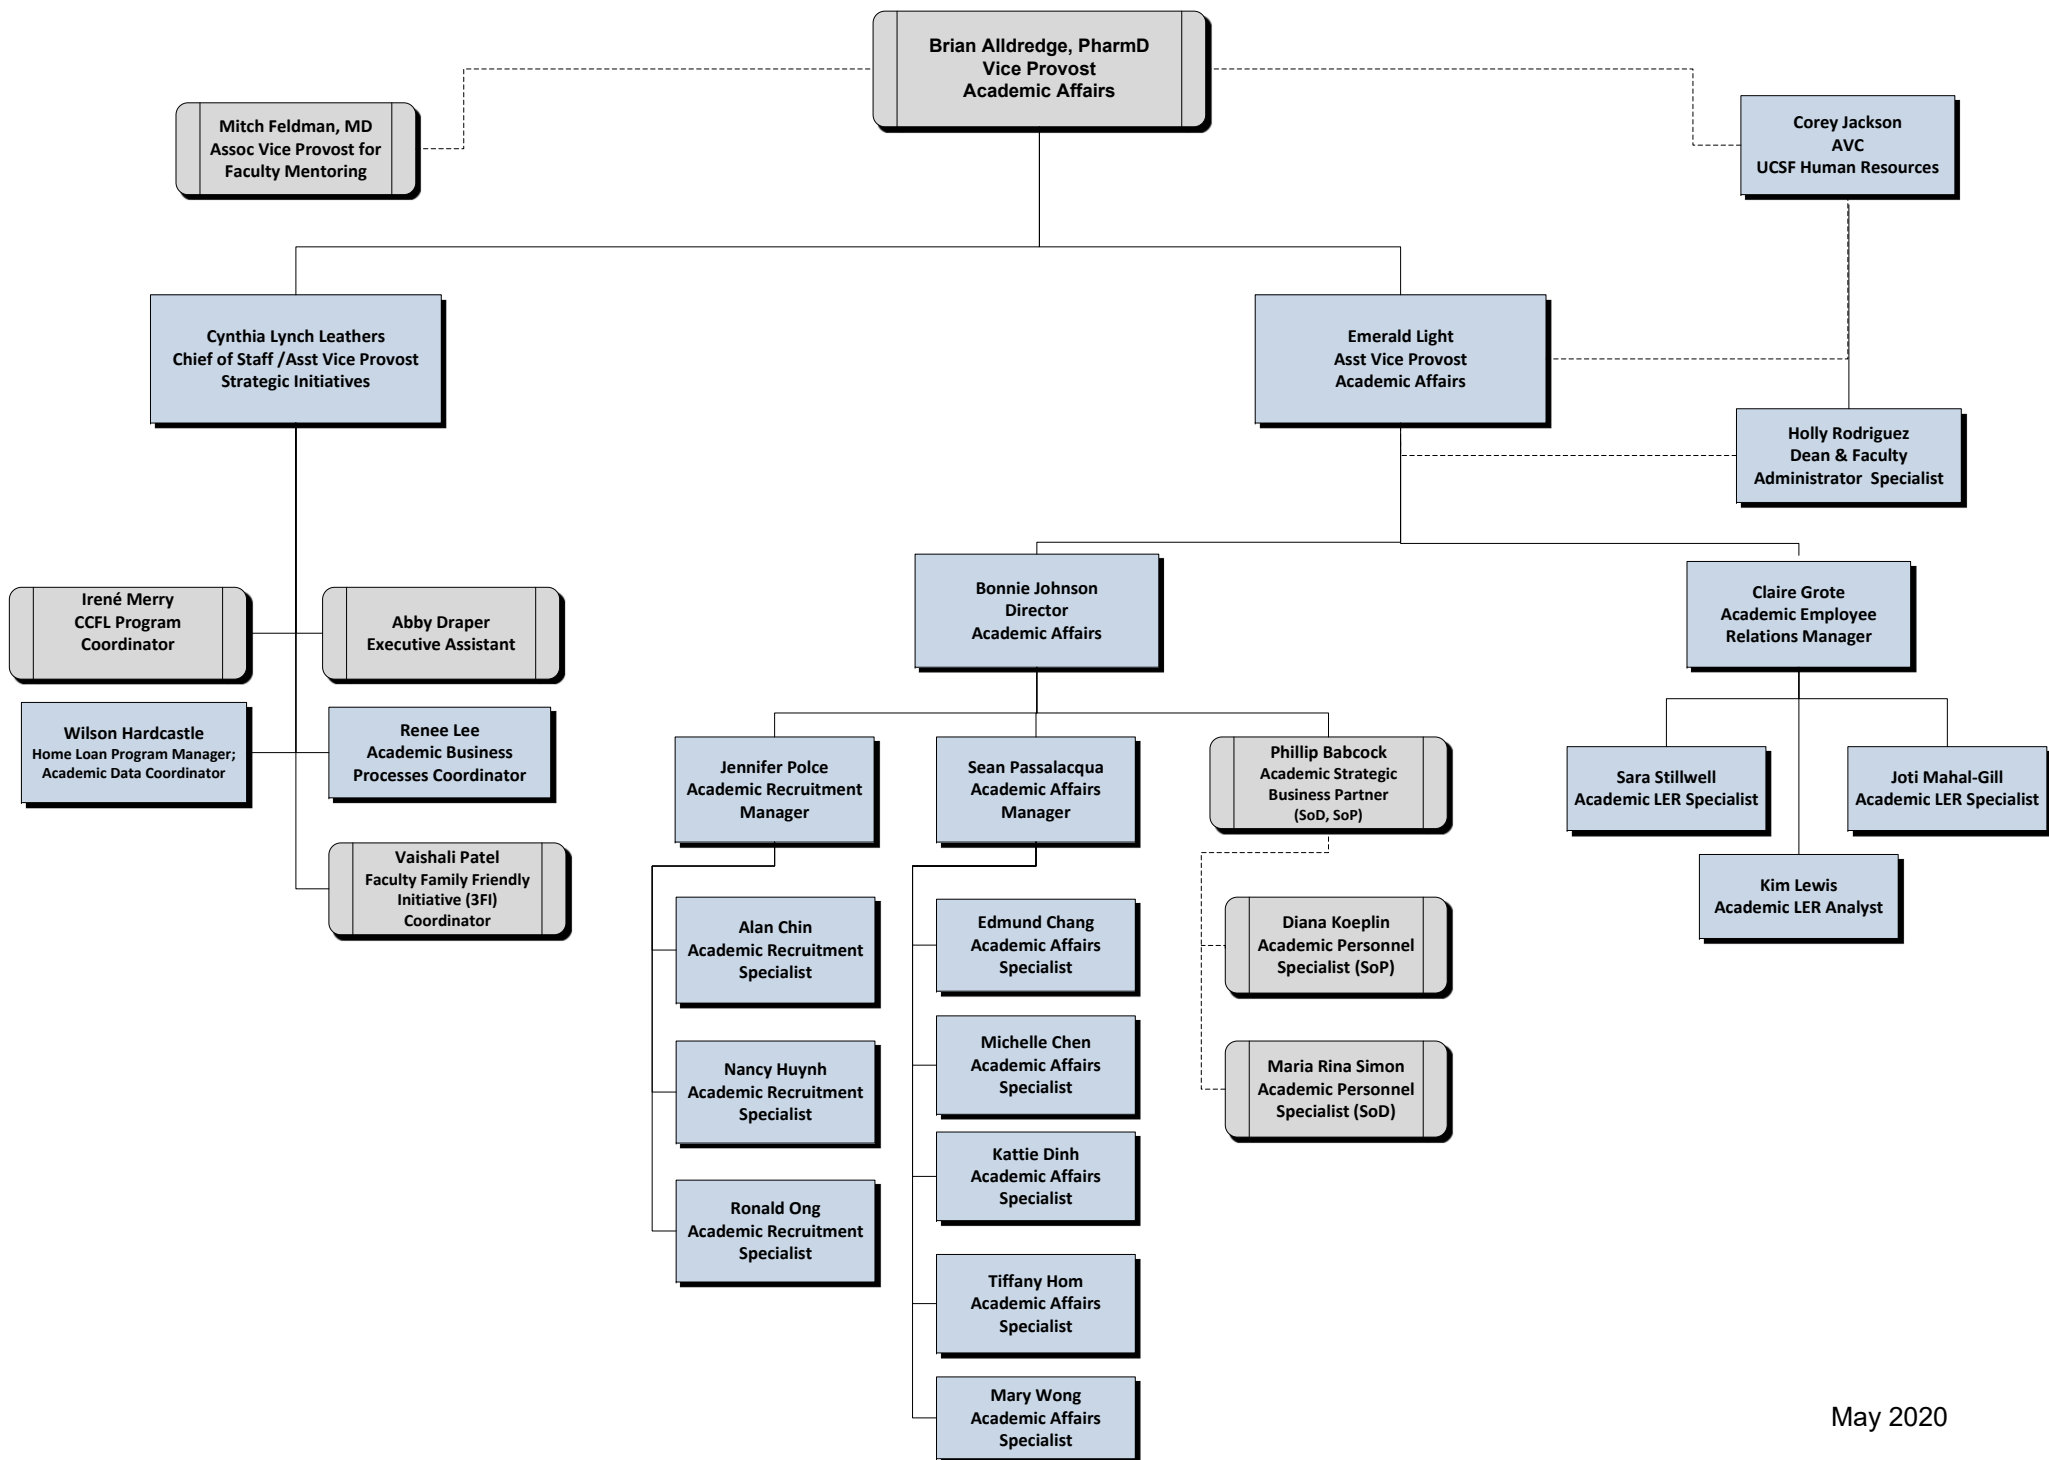 Brian Alldredge, PharmD
Vice Provost
Academic Affairs
Mitch Feldman, MD
Assoc Vice Provost for
Faculty Mentoring
Corey Jackson
AVC
UCSF Human Resources
Cynthia Lynch Leathers
Chief of Staff /Asst Vice Provost
Strategic Initiatives
Emerald Light
Asst Vice Provost
Academic Affairs
Holly Rodriguez
Dean & Faculty
Administrator  Specialist
Irené Merry
CCFL Program
Coordinator
Abby Draper
Executive Assistant
Wilson Hardcastle
Home Loan Program Manager;
Academic Data Coordinator
Renee Lee
Academic Business
Processes Coordinator
Vaishali Patel
Faculty Family Friendly
Initiative (3FI)
Coordinator
Bonnie Johnson
Director
Academic Affairs
Claire Grote
Academic Employee
Relations Manager
Jennifer Polce
Academic Recruitment
Manager
Sean Passalacqua
Academic Affairs
Manager
Phillip Babcock
Academic Strategic
Business Partner
(SoD, SoP)
Sara Stillwell
Academic LER Specialist
Joti Mahal-Gill
Academic LER Specialist
Kim Lewis
Academic LER Analyst
Alan Chin
Academic Recruitment
Specialist
Nancy Huynh
Academic Recruitment
Specialist
Ronald Ong
Academic Recruitment
Specialist
Edmund Chang
Academic Affairs
Specialist
Michelle Chen
Academic Affairs
Specialist
Kattie Dinh
Academic Affairs
Specialist
Tiffany Hom
Academic Affairs
Specialist
Mary Wong
Academic Affairs
Specialist
Diana Koeplin
Academic Personnel
Specialist (SoP)
Maria Rina Simon
Academic Personnel
Specialist (SoD)
May 2020